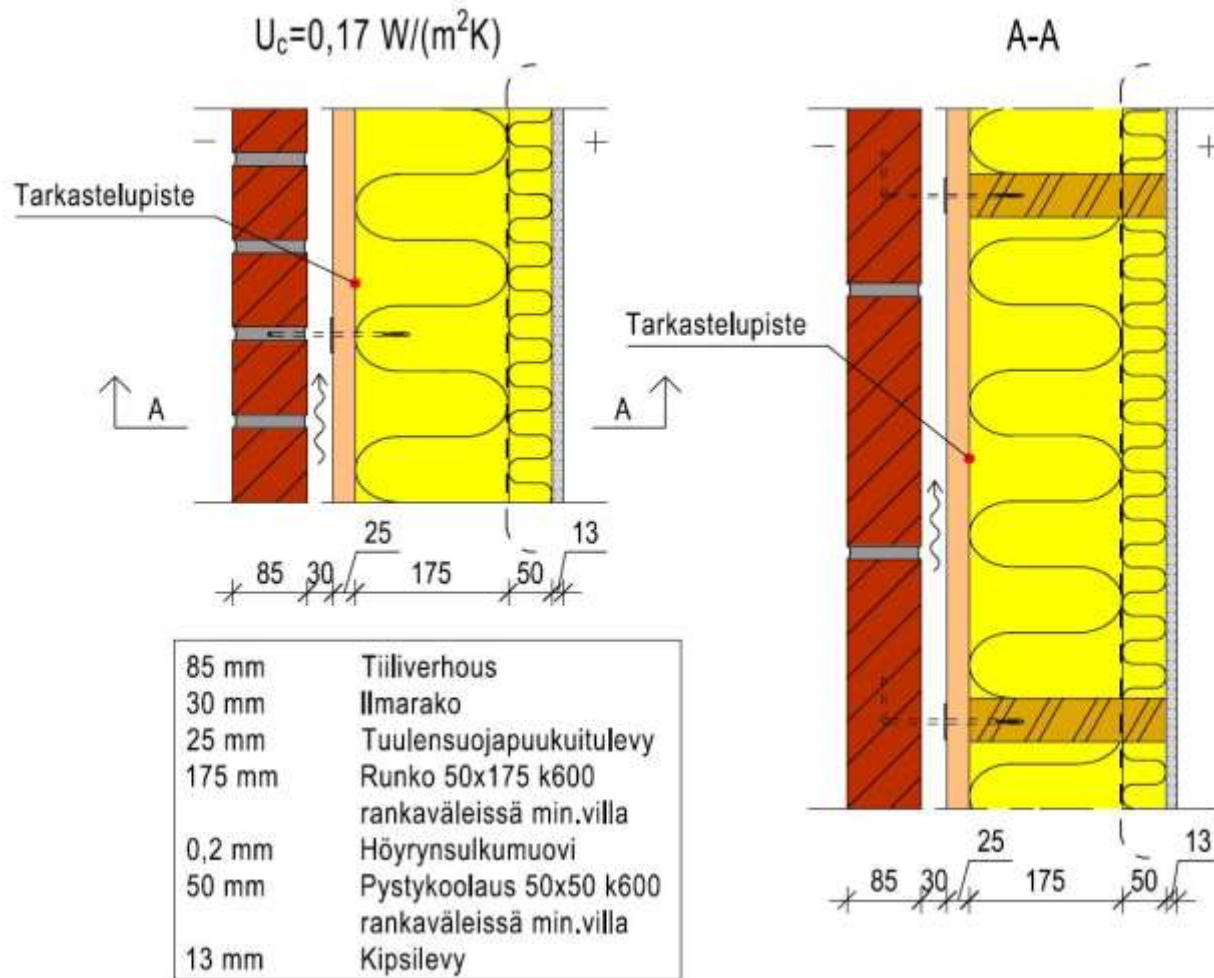 U_c=0,17 W/(m²K)
A-A
−
+
−
+
Tarkastelupiste
Tarkastelupiste
A
A
25
13
85
30
175
50
25
13
85
30
175
50
85 mm Tiiliverhous
30 mm Ilmarako
25 mm Tuulensuojapuukuitulevy
175 mm Runko 50x175 k600
rankaväleissä min.villa
0,2 mm Höyrynsulkumuovi
50 mm Pystykoolaus 50x50 k600
rankaväleissä min.villa
13 mm Kipsilevy